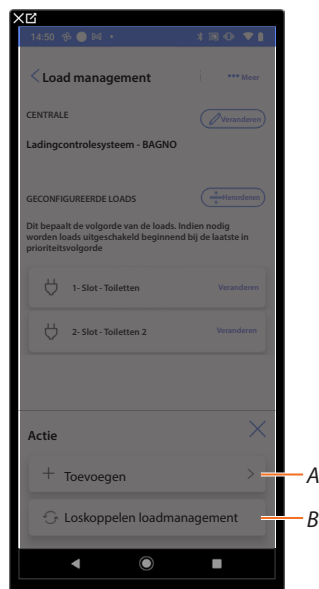 14:50
Load management
Meer
CENTRALE
Veranderen
Ladingcontrolesysteem - BAGNO
GECONFIGUREERDE LOADS
Herordenen
Dit bepaalt de volgorde van de loads. Indien nodig
worden loads uitgeschakeld beginnend bij de laatste in
prioriteitsvolgorde
1- Slot - Toiletten
Veranderen
2- Slot - Toiletten 2
Veranderen
Actie
Toevoegen
A
Loskoppelen loadmanagement
B